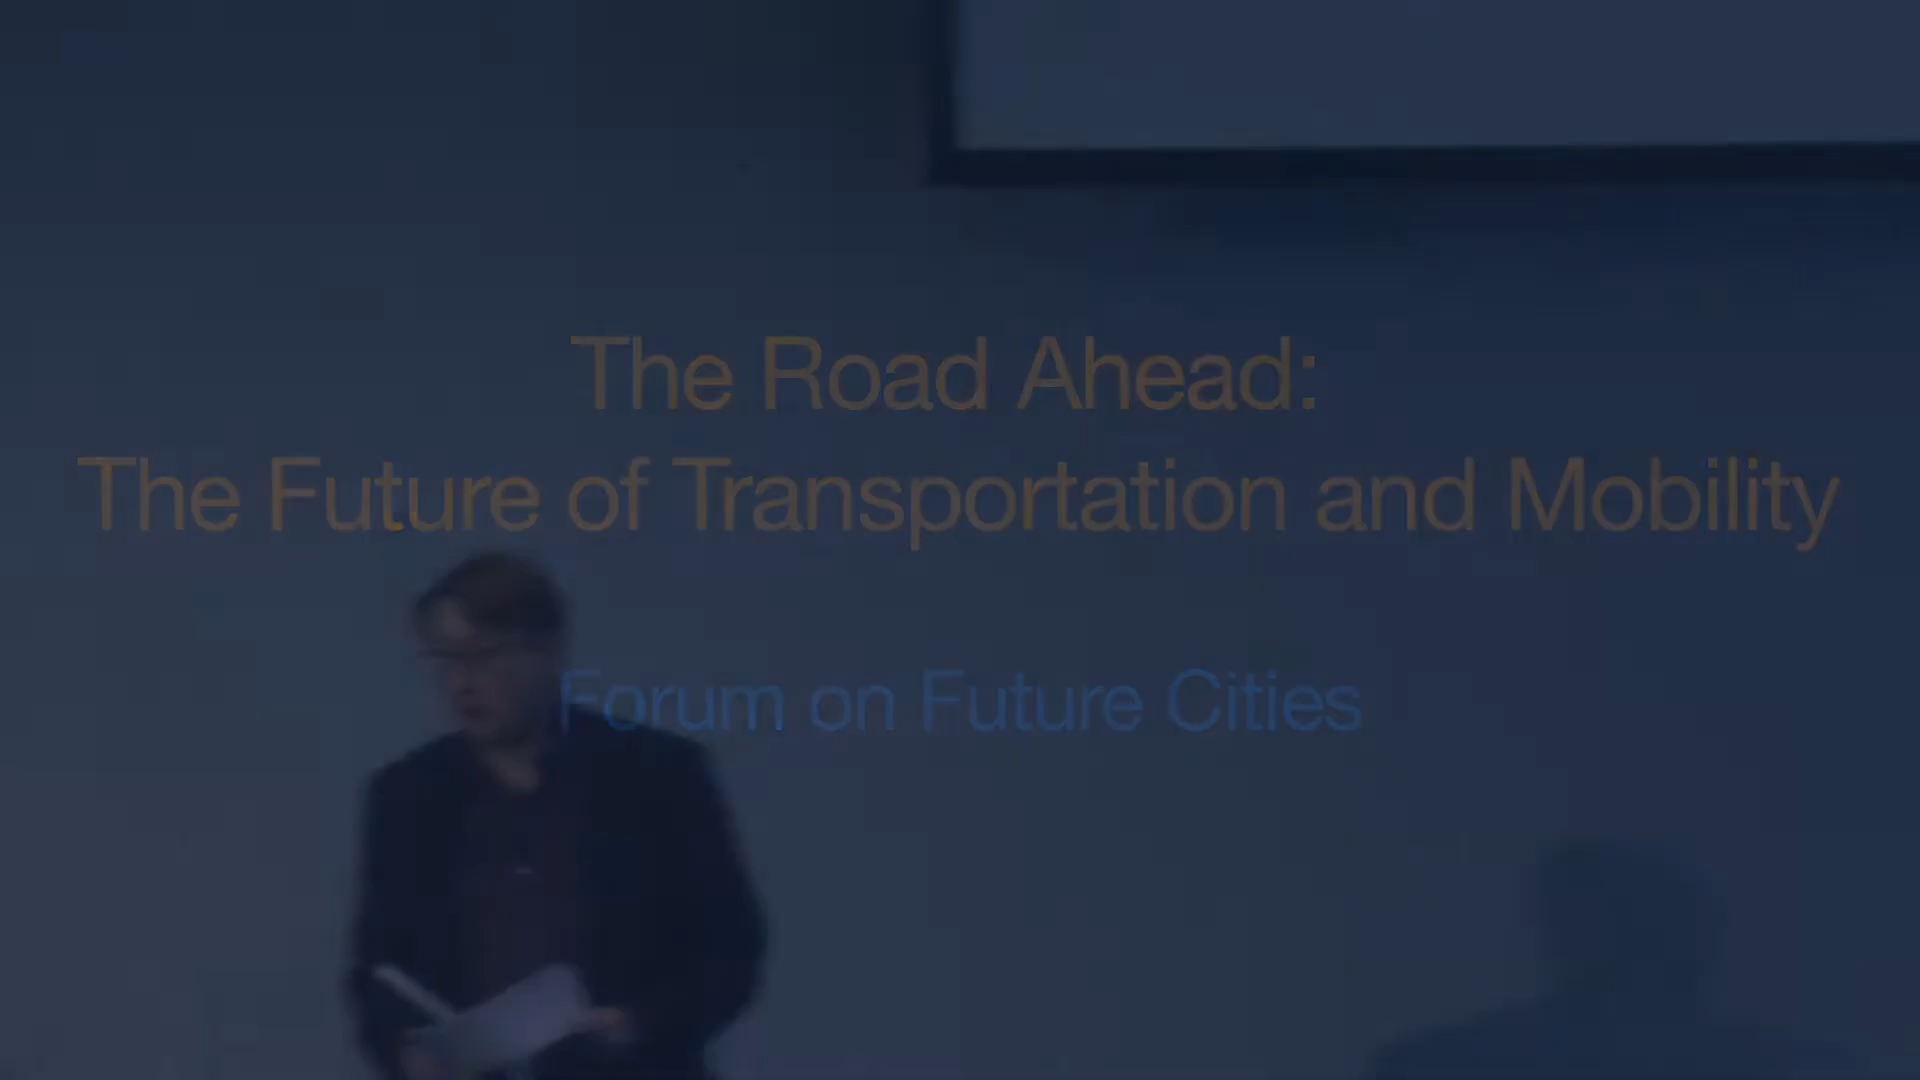 The Road Ahead:
The Future of Transportation and Mobility
Forum on Future Cities